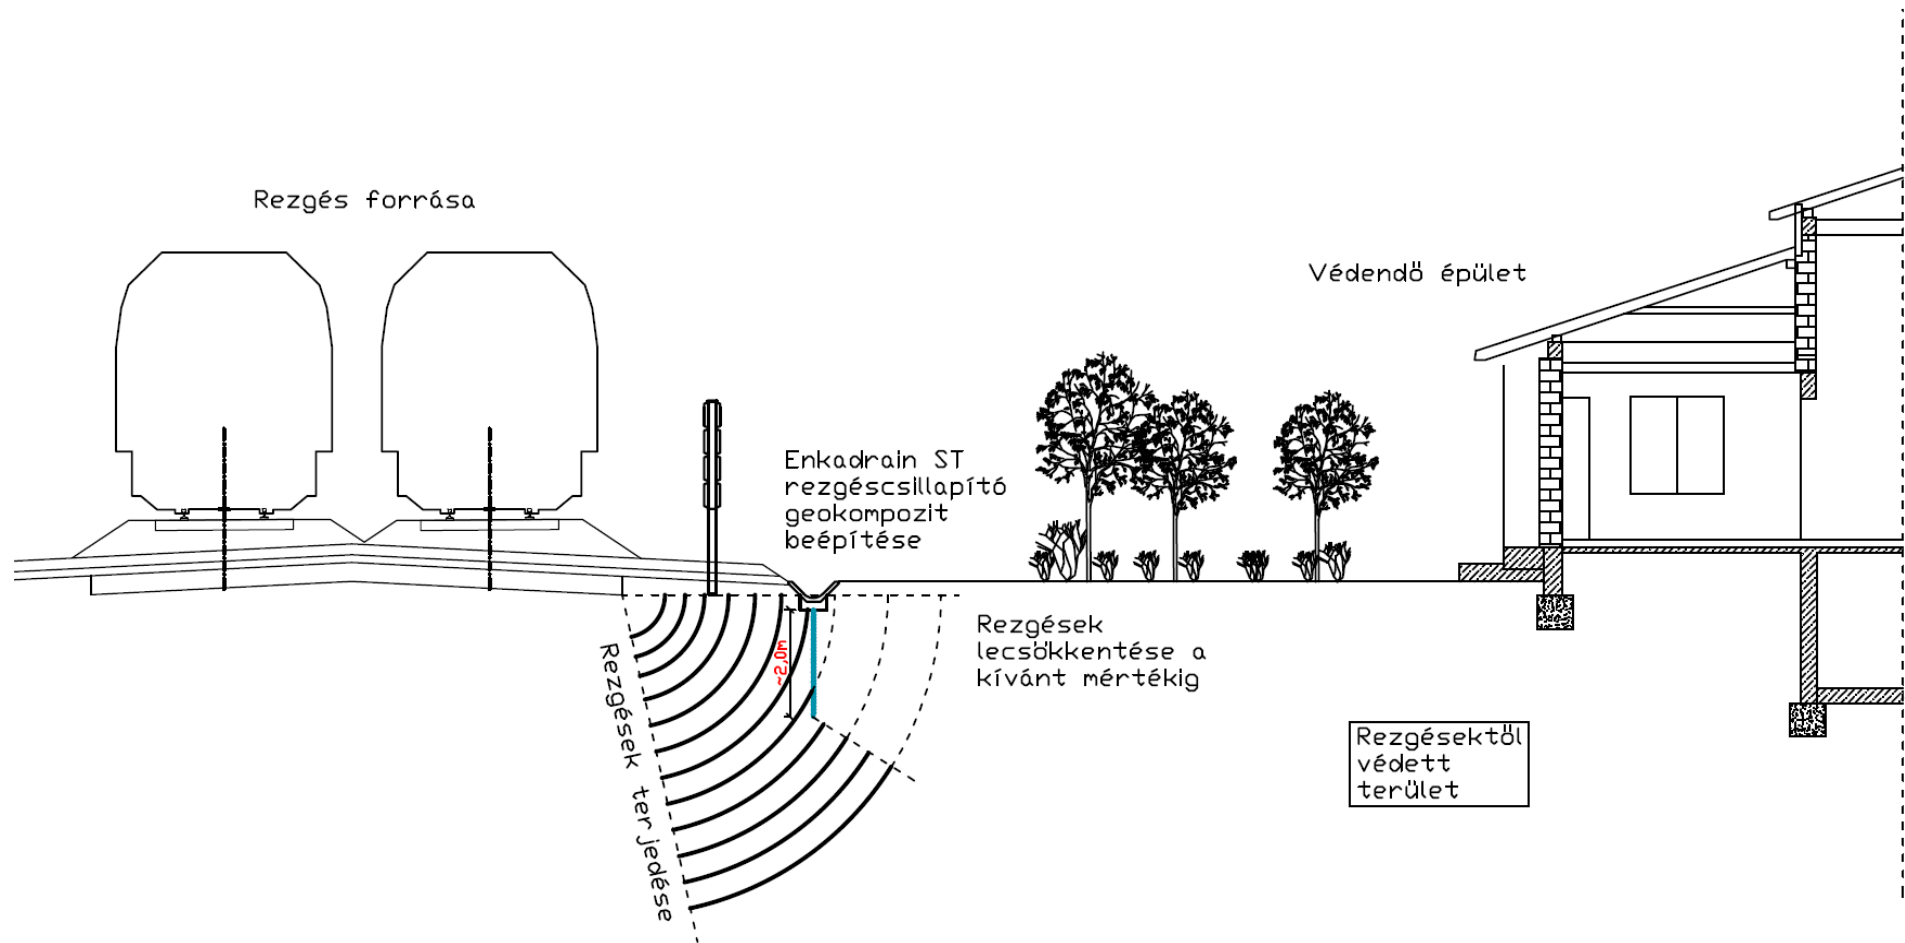 Rezgés forrása
Védendő épület
Enkadrain ST
rezgéscsillapító
geokompozit
beépítése
Rezgések
lecsökkentése a
kívánt mértékig
~2,0m
Rezgések terjedése
Rezgésektől
védett
terület